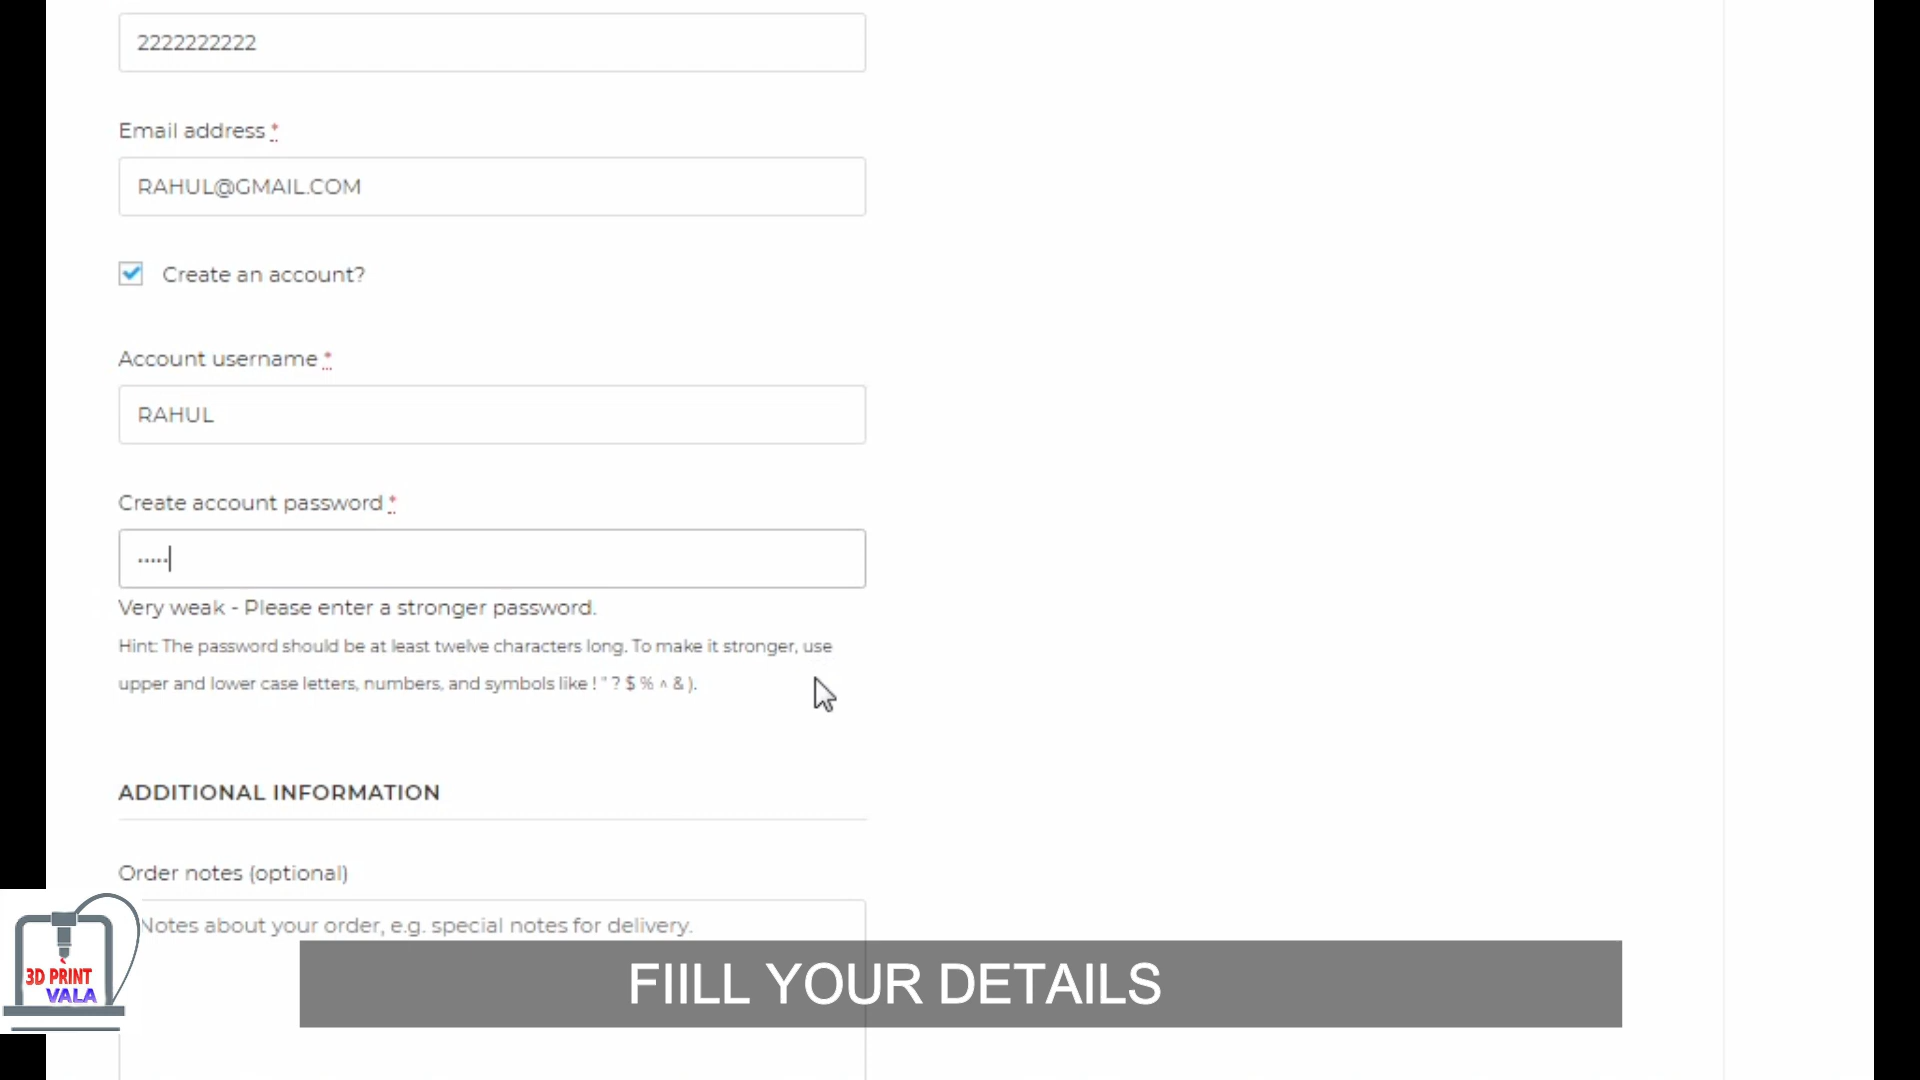 2222222222
Email address *
RAHUL@GMAIL.COM
Create an account?
Account username *
RAHUL
Create account password *
•••••
Very weak - Please enter a stronger password.
Hint: The password should be at least twelve characters long. To make it stronger, use
upper and lower case letters, numbers, and symbols like ! " ? $ % ^ & ).
ADDITIONAL INFORMATION
Order notes (optional)
Notes about your order, e.g. special notes for delivery.
3D PRINT
VALA
FIILL YOUR DETAILS